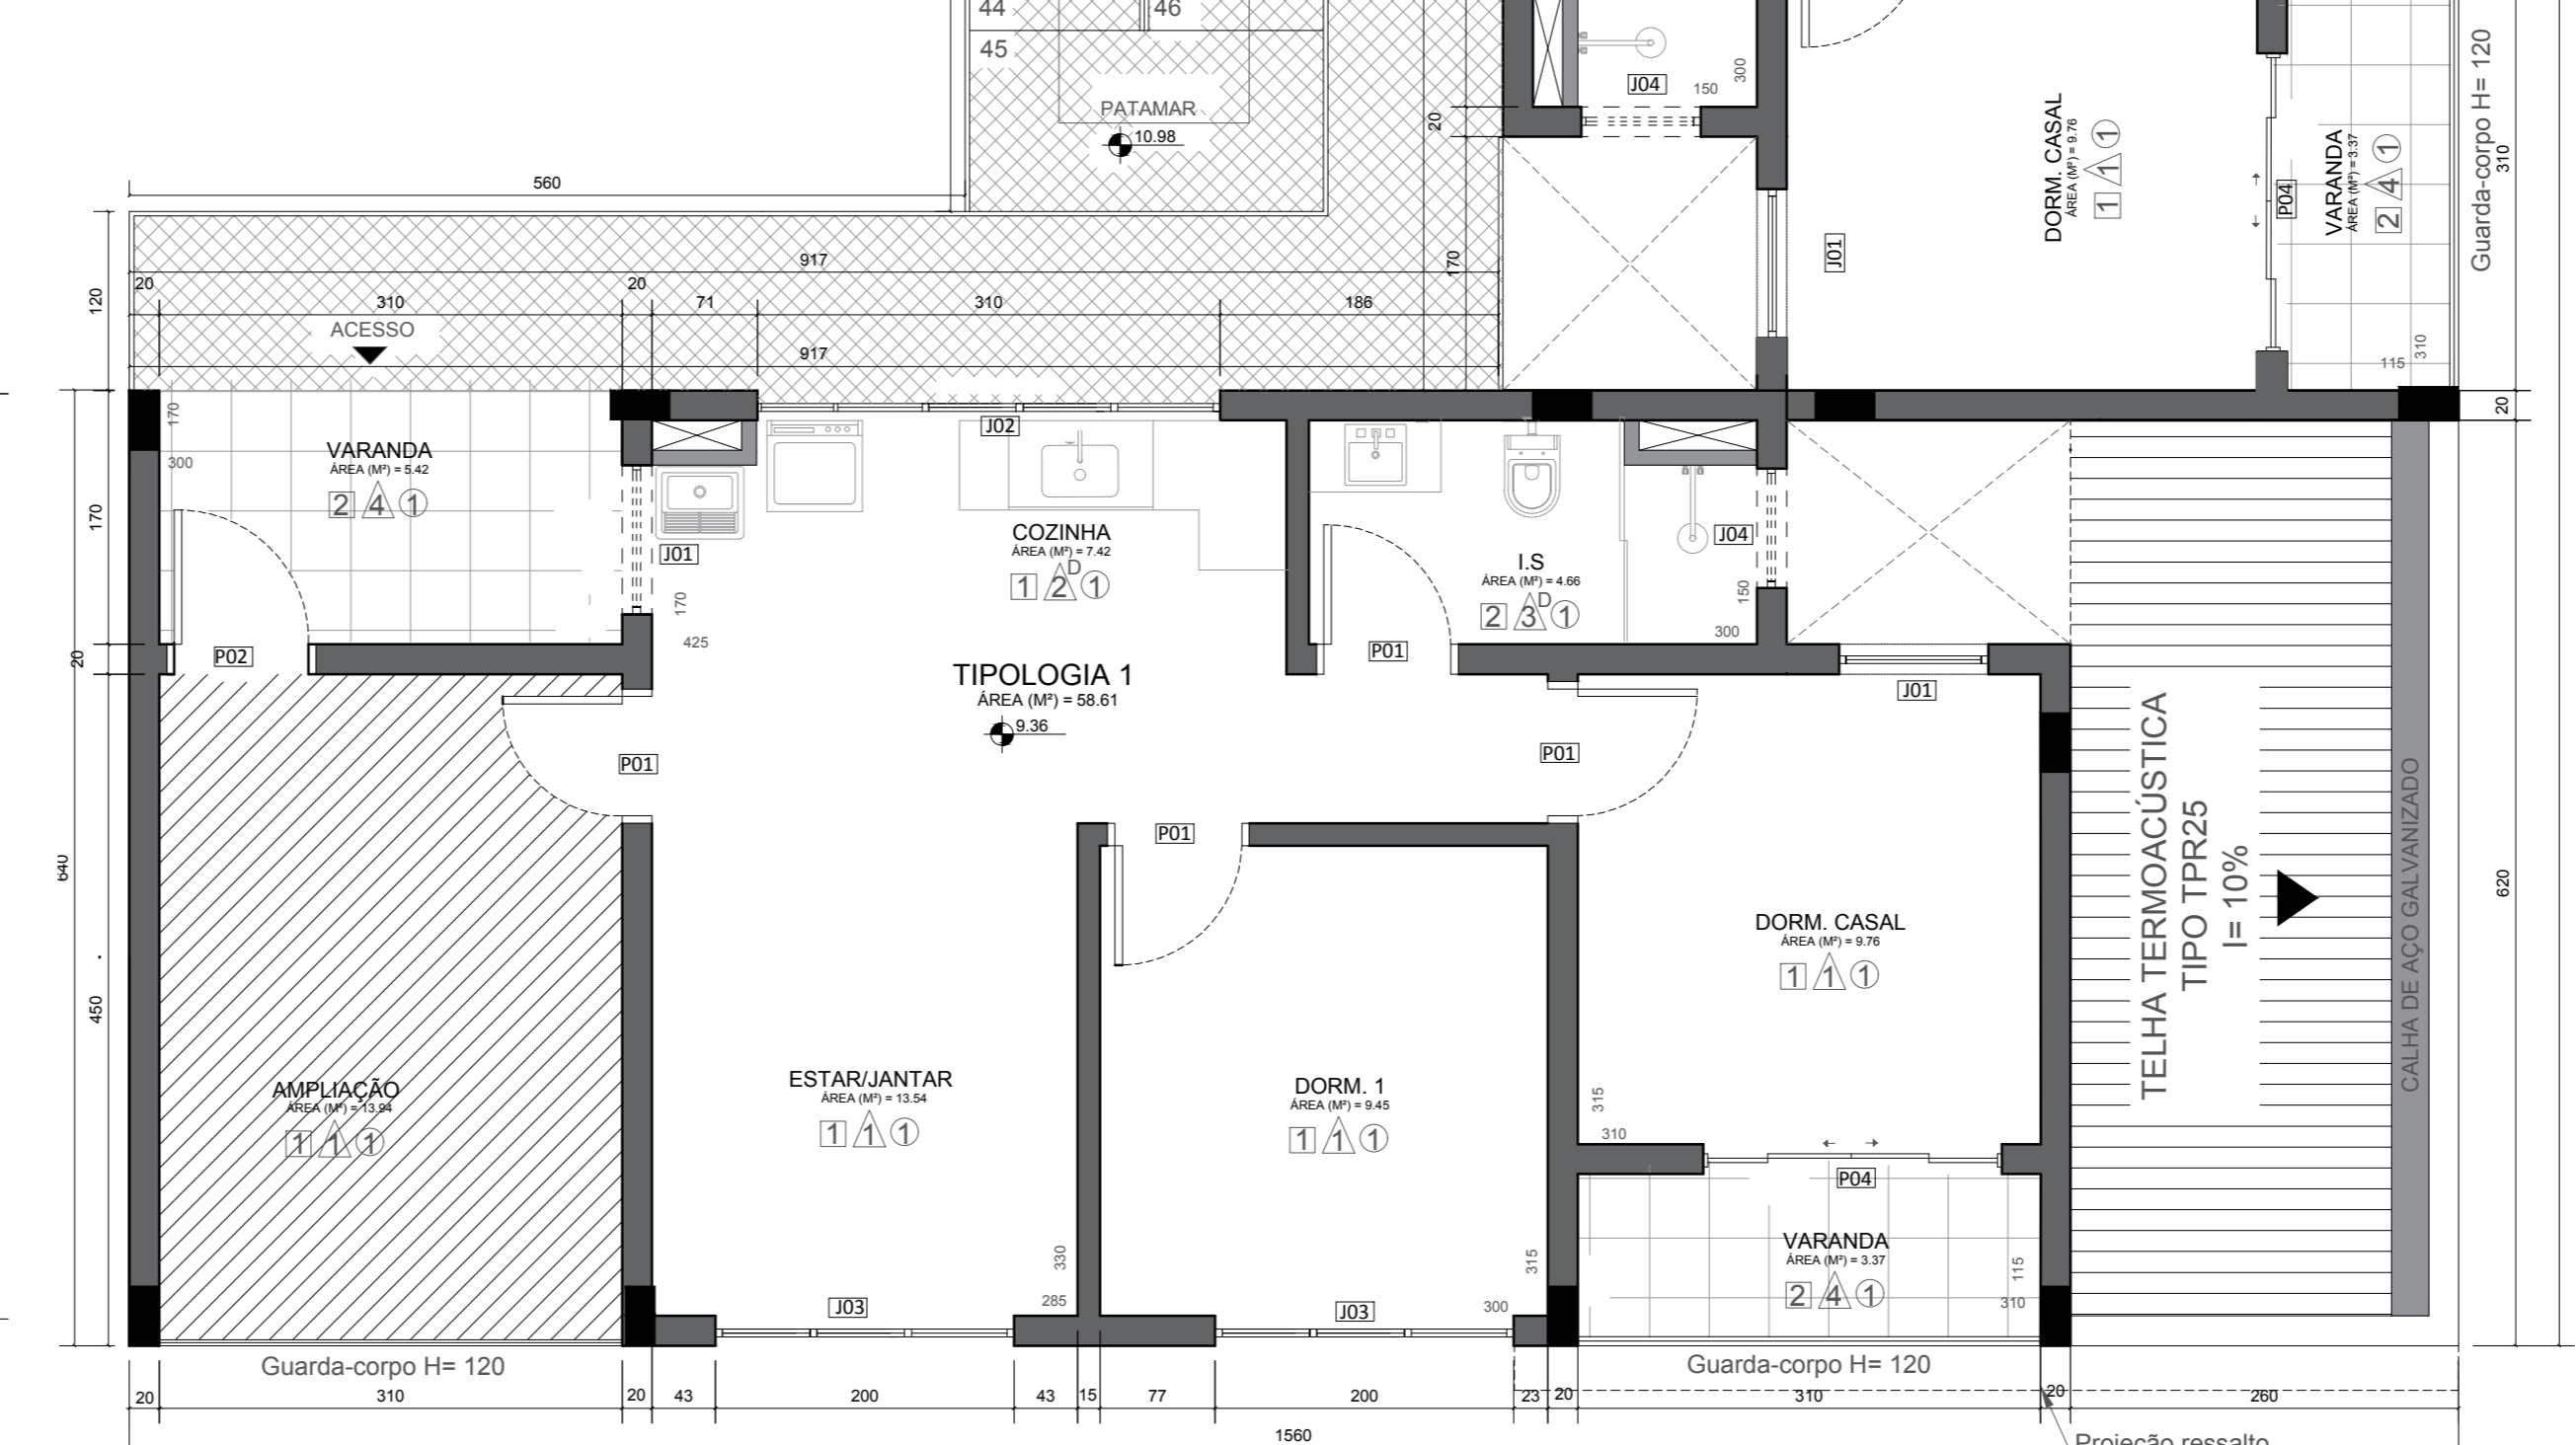 44
46
45
PATAMAR
10.98
560
917
20
310
20
71
310
186
ACESSO
917
120
170
20
640
450
170
300
VARANDA
ÁREA (M²) = 5.42
2 4 1
P02
J01
170
425
J02
COZINHA
ÁREA (M²) = 7.42
1 2 D 1
TIPOLOGIA 1
ÁREA (M²) = 58.61
9.36
I.S
ÁREA (M²) = 4.66
2 3 D 1
J04
150
300
P01
P01
P01
P01
J01
20
170
J04
150
300
J01
DORM. CASAL
ÁREA (M²) = 9.76
1 1 1
P04
VARANDA
ÁREA (M²) = 3.37
2 4 1
115
310
Guarda-corpo H= 120
310
20
620
AMPLIAÇÃO
ÁREA (M²) = 13.94
1 1 1
ESTAR/JANTAR
ÁREA (M²) = 13.54
1 1 1
330
285
DORM. 1
ÁREA (M²) = 9.45
1 1 1
315
300
DORM. CASAL
ÁREA (M²) = 9.76
1 1 1
315
310
P04
VARANDA
ÁREA (M²) = 3.37
2 4 1
115
310
TELHA TERMOACÚSTICA
TIPO TPR25
I= 10%
CALHA DE AÇO GALVANIZADO
J03
J03
Guarda-corpo H= 120
Guarda-corpo H= 120
20
310
20
43
200
43
15
77
200
23
20
310
20
260
1560
Projeção ressalto